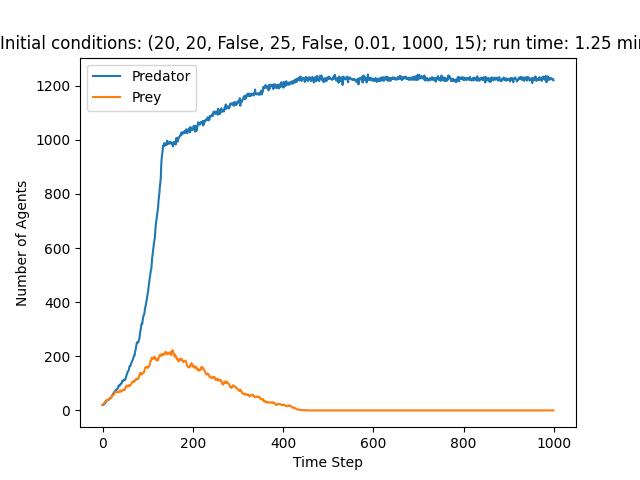 Initial conditions: (20, 20, False, 25, False, 0.01, 1000, 15); run time: 1.25
Predator
Prey
1200
1000
800
600
400
200
0
Number of Agents
0 200 400 600 800 1000
Time Step